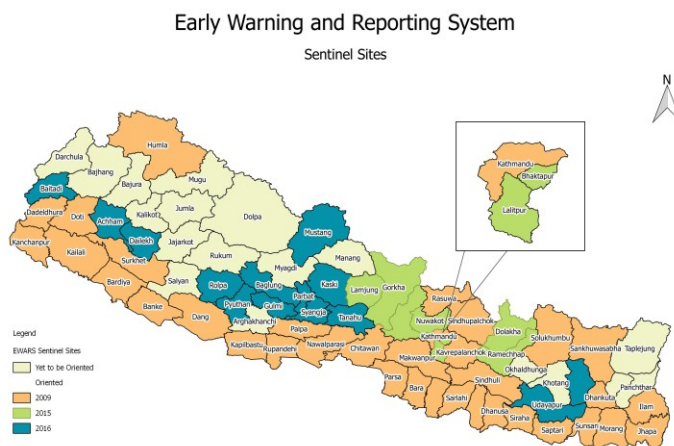 Early Warning and Reporting System
Sentinel Sites
N
Humla
Darchula
Bajhang
Mugu
Bajura
Baitadi
Dadeldhura
Doti
Achham
Kalikot
Jumla
Dolpa
Mustang
Kanchanpur
Kailali
Dailekh
Jajarkot
Surkhet
Rukum
Myagdi
Manang
Bardiya
Salyan
Rolpa
Baglung
Parbat
Kaski
Lamjung
Gorkha
Banke
Dang
Pyuthan
Gulmi
Syangja
Tanahu
Arghakhanchi
Palpa
Kapilbastu
Rupandehi
Nawalparasi
Chitawan
Rasuwa
Nuwakot
Sindhupalchok
Kathmandu
Kavrepalanchok
Makwanpur
Dolakha
Ramechhap
Solukhumbu
Sankhuwasabha
Taplejung
Okhaldhunga
Khotang
Panchthar
Parsa
Bara
Sarlahi
Sindhuli
Dhanusa
Siraha
Udayapur
Dhankuta
Ilam
Saptari
Sunsari
Morang
Jhapa
Kathmandu
Bhaktapur
Lalitpur
Legend
EWARS Sentinel Sites
Yet to be Oriented
Oriented
2009
2015
2016